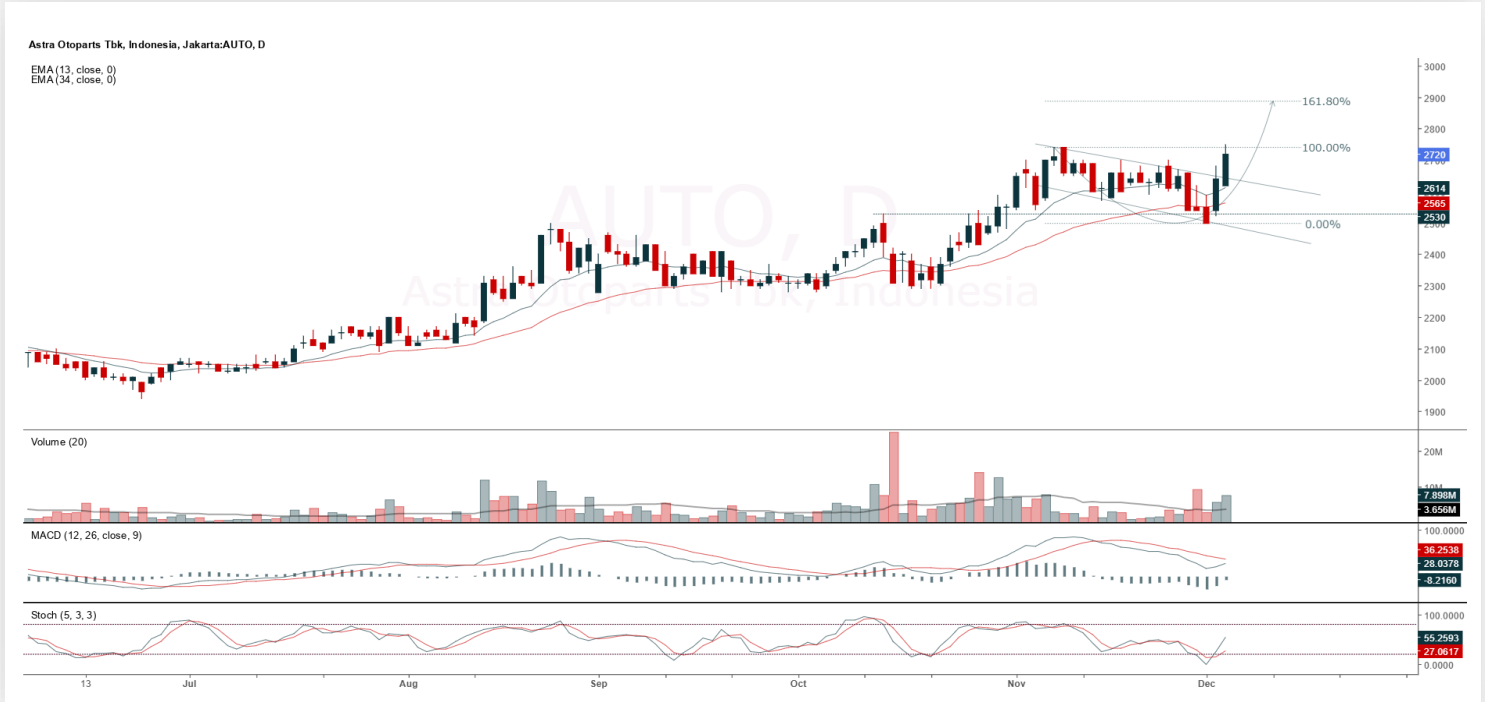 Astra Otoparts Tbk, Indonesia, Jakarta:AUTO, D
EMA (13, close, 0)
EMA (34, close, 0)
AUTO, D
Astra Otoparts Tbk, Indonesia
161.80%
100.00%
0.00%
3000
2900
2800
2720
2700
2614
2565
2530
2500
2400
2300
2200
2100
2000
1900
Volume (20)
20M
10M
7.898M
3.656M
MACD (12, 26, close, 9)
100.0000
36.2538
28.0378
-8.2160
Stoch (5, 3, 3)
100.0000
55.2593
27.0617
0.0000
13 Jul Aug Sep Oct Nov Dec